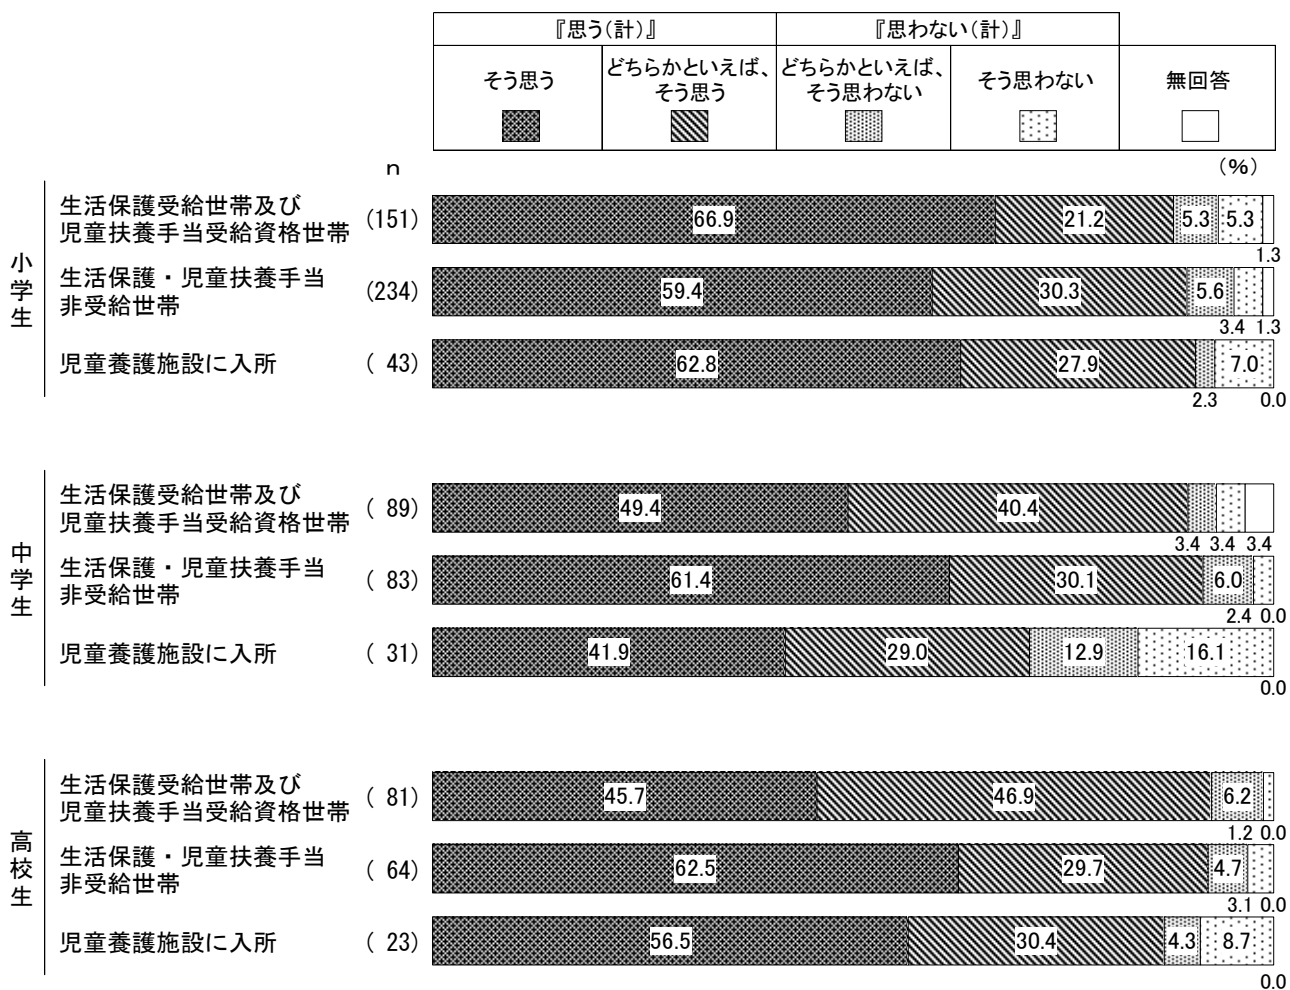 『思う(計)』 『思わない(計)』
そう思う
どちらかといえば、
そう思う
どちらかといえば、
そう思わない
そう思わない
無回答
n (%)
小学生
生活保護受給世帯及び
児童扶養手当受給資格世帯 (151) 66.9 21.2 5.3 5.3
1.3
生活保護・児童扶養手当
非受給世帯 (234) 59.4 30.3 5.6
3.4 1.3
児童養護施設に入所 ( 43) 62.8 27.9 7.0
2.3 0.0
中学生
生活保護受給世帯及び
児童扶養手当受給資格世帯 ( 89) 49.4 40.4
3.4 3.4 3.4
生活保護・児童扶養手当
非受給世帯 ( 83) 61.4 30.1 6.0
2.4 0.0
児童養護施設に入所 ( 31) 41.9 29.0 12.9 16.1
0.0
高校生
生活保護受給世帯及び
児童扶養手当受給資格世帯 ( 81) 45.7 46.9 6.2
1.2 0.0
生活保護・児童扶養手当
非受給世帯 ( 64) 62.5 29.7 4.7
3.1 0.0
児童養護施設に入所 ( 23) 56.5 30.4 4.3 8.7
0.0